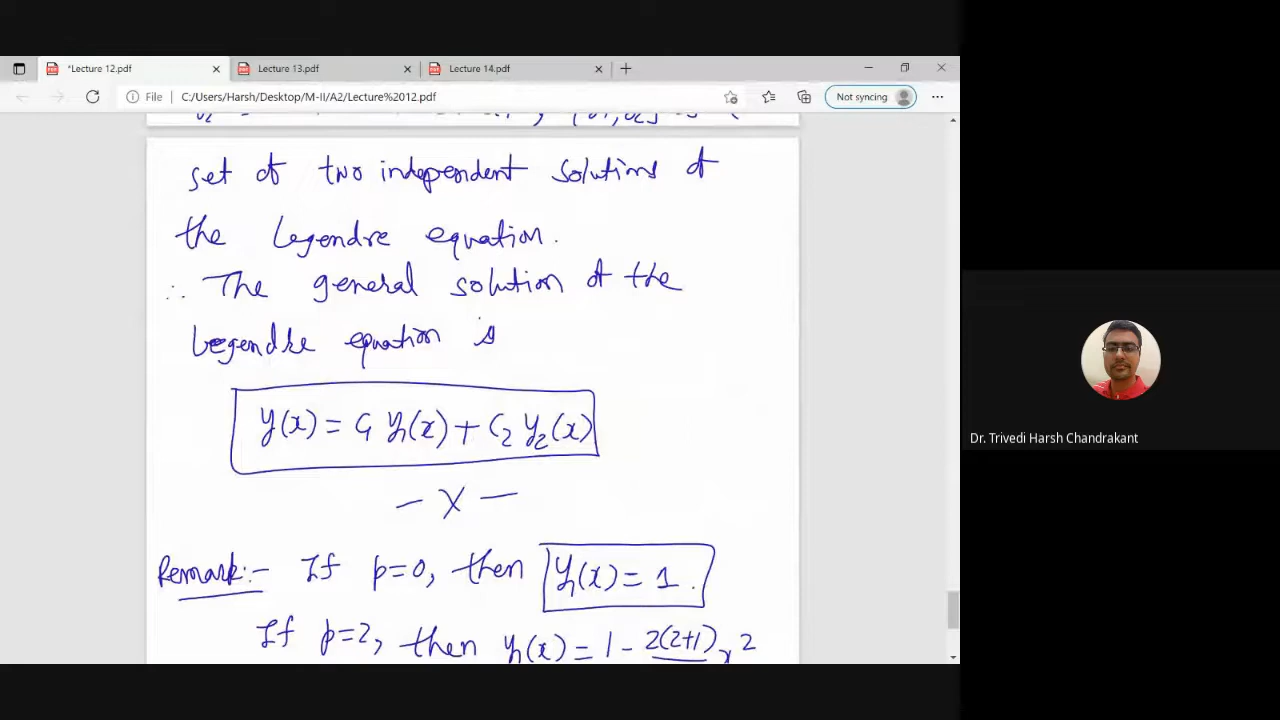 *Lecture 12.pdf
Lecture 13.pdf
Lecture 14.pdf
File
C:/Users/Harsh/Desktop/M-II/A2/Lecture%2012.pdf
Not syncing
set of two independent solutions of
the Legendre equation.
∴ The general solution of the
Legendre equation is
y(x) = C1 y1(x) + C2 y2(x)
— X —
Remark:- If p=0, then y1(x) = 1.
If p=2, then y1(x) = 1 - 2(2+1) x^2
Dr. Trivedi Harsh Chandrakant